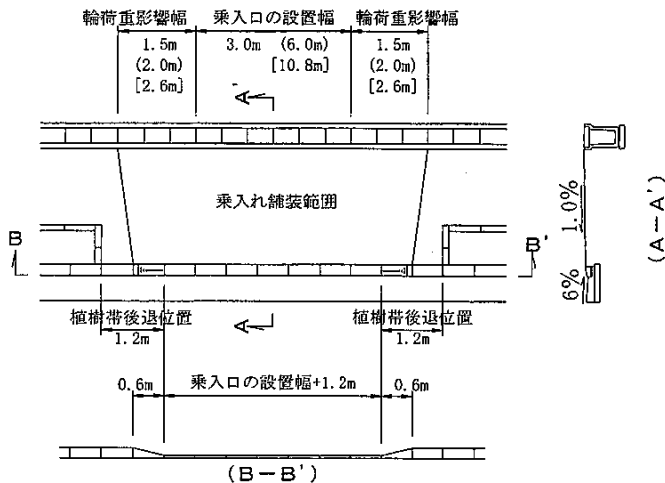 輪荷重影響幅 乗入口の設置幅 輪荷重影響幅
1.5m 3.0m (6.0m) 1.5m
(2.0m) [10.8m] (2.0m)
[2.6m] [2.6m]
A
乗入れ舗装範囲
1.0%
(A-A')
B B'
6%
植樹帯後退位置 A 植樹帯後退位置
1.2m 1.2m
0.6m 乗入口の設置幅+1.2m 0.6m
(B-B')